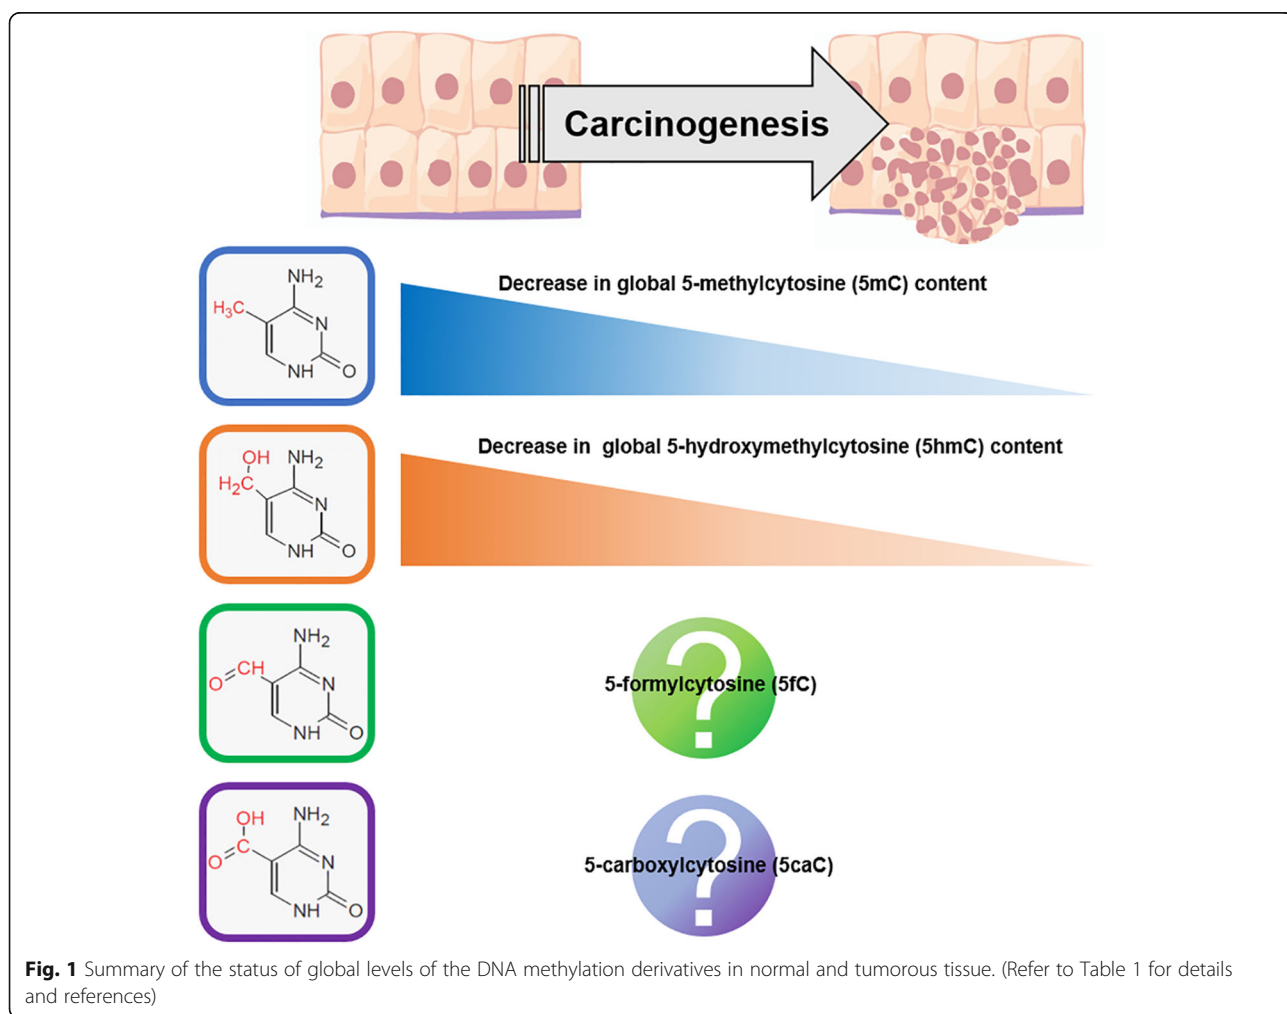 Carcinogenesis
NH2
H3C
N
NH
O
Decrease in global 5-methylcytosine (5mC) content
OH
NH2
H2C
N
NH
O
Decrease in  global 5-hydroxymethylcytosine (5hmC) content
NH2
CH
O
N
NH
O
?
5-formylcytosine (5fC)
OH
NH2
C
O
N
NH
O
?
5-carboxylcytosine (5caC)
Fig. 1 Summary of the status of global levels of the DNA methylation derivatives in normal and tumorous tissue. (Refer to Table 1 for details
and references)